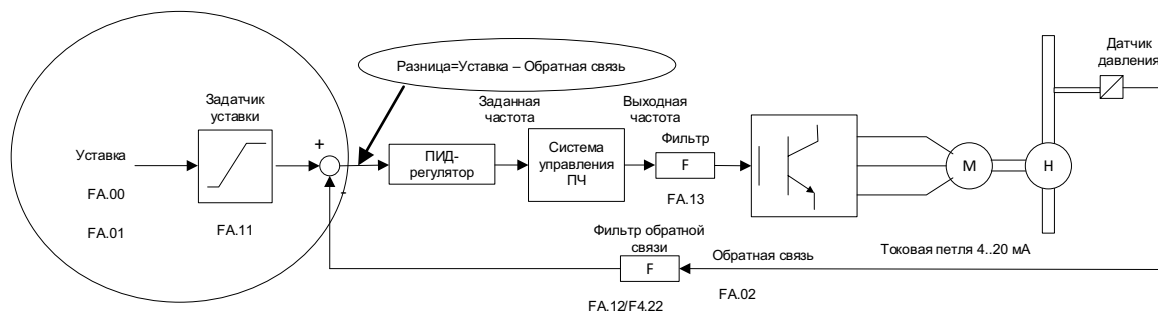 Разница=Уставка – Обратная связь
Датчик
давления
Задатчик
уставки
Заданная
частота
Выходная
частота
Фильтр
+
Уставка
ПИД-
регулятор
Система
управления
ПЧ
F
M
Н
-
FA.00
FA.01
FA.11
FA.13
Фильтр обратной
связи
F
Обратная связь
Токовая петля 4..20 мА
FA.02
FA.12/F4.22